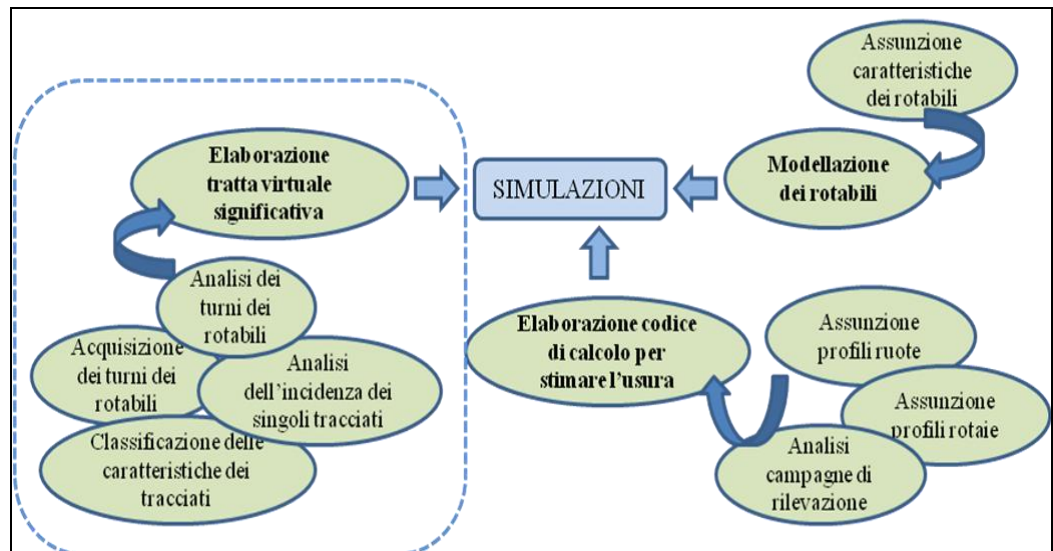 Assunzione
caratteristiche
dei rotabili
Elaborazione
tratta virtuale
significativa
SIMULAZIONI
Modellazione
dei rotabili
Analisi dei
turni dei
rotabili
Acquisizione
dei turni dei
rotabili
Analisi
dell’incidenza dei
singoli tracciati
Classificazione delle
caratteristiche dei
tracciati
Elaborazione codice
di calcolo per
stimare l’usura
Assunzione
profili ruote
Assunzione
profili rotaie
Analisi
campagne di
rilevazione